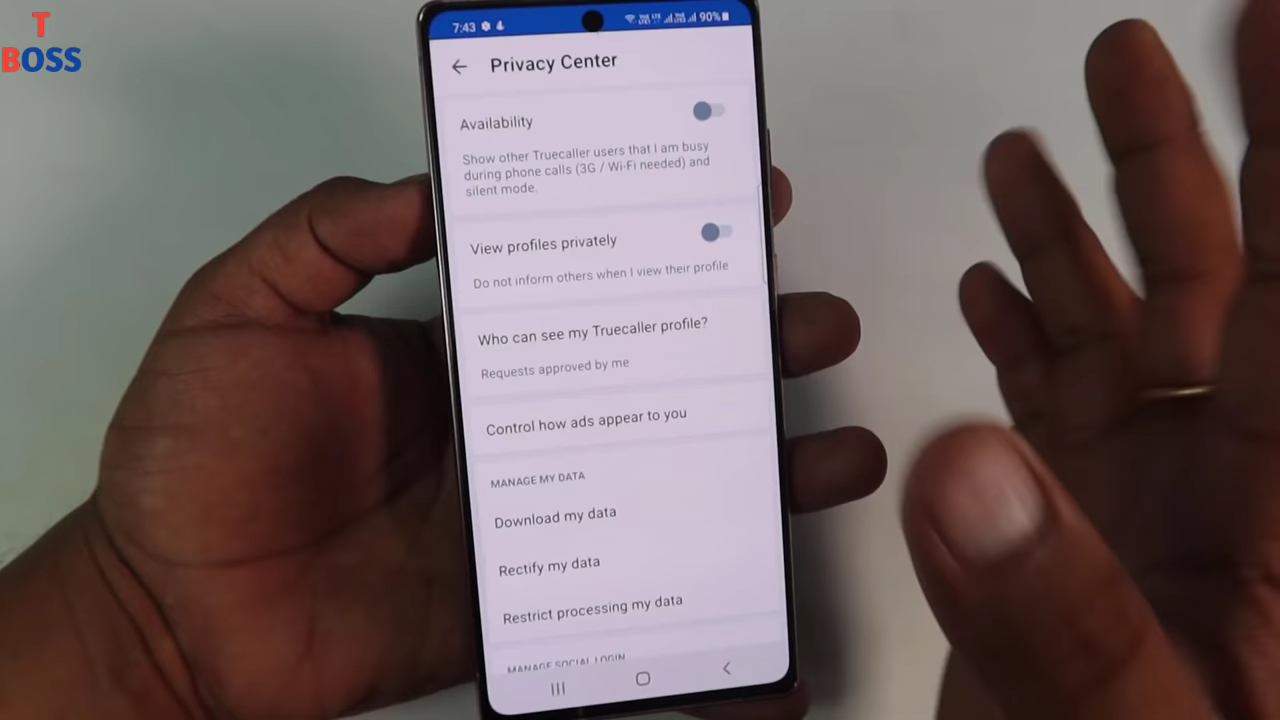 T
BOSS
7:43
90%
Privacy Center
Availability
Show other Truecaller users that I am busy
during phone calls (3G / Wi-Fi needed) and
silent mode.
View profiles privately
Do not inform others when I view their profile
Who can see my Truecaller profile?
Requests approved by me
Control how ads appear to you
MANAGE MY DATA
Download my data
Rectify my data
Restrict processing my data
MANAGE SOCIAL LOGIN